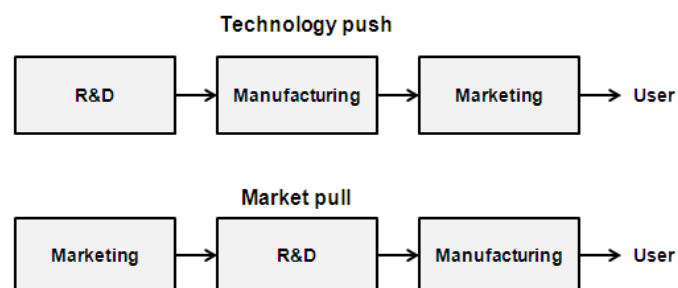 Technology push
R&D Manufacturing Marketing User
Market pull
Marketing R&D Manufacturing User